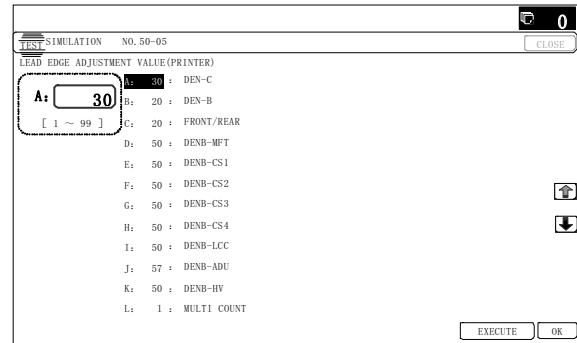 0
TEST SIMULATION NO.50-05 CLOSE
LEAD EDGE ADJUSTMENT VALUE(PRINTER)
A: 30
[ 1 ~ 99 ]
A: 30 : DEN-C
B: 20 : DEN-B
C: 20 : FRONT/REAR
D: 50 : DENB-MFT
E: 50 : DENB-CS1
F: 50 : DENB-CS2
G: 50 : DENB-CS3
H: 50 : DENB-CS4
I: 50 : DENB-LCC
J: 57 : DENB-ADU
K: 50 : DENB-HV
L: 1 : MULTI COUNT
EXECUTE OK